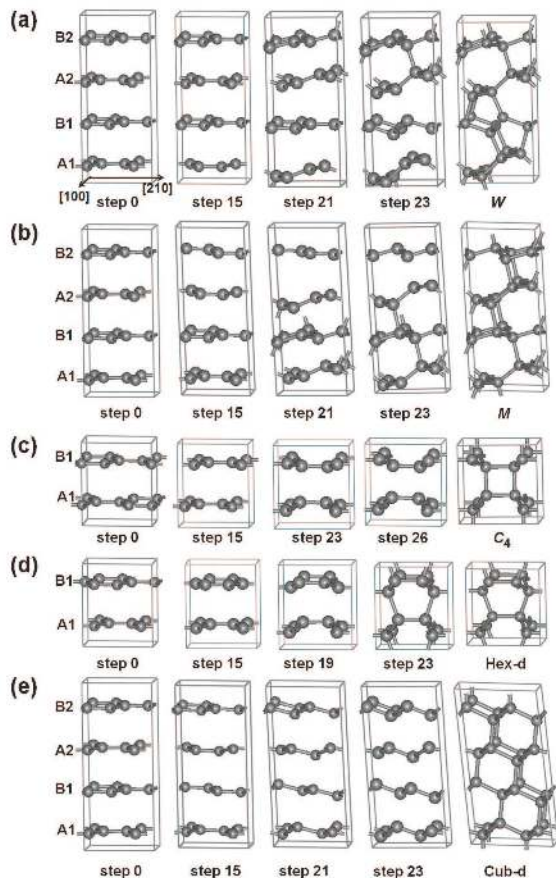 (a)
B2
A2
B1
A1
[100]
[210]
step 0
step 15
step 21
step 23
W
(b)
B2
A2
B1
A1
step 0
step 15
step 21
step 23
M
(c)
B1
A1
step 0
step 15
step 23
step 26
C4
(d)
B1
A1
step 0
step 15
step 19
step 23
Hex-d
(e)
B2
A2
B1
A1
step 0
step 15
step 21
step 23
Cub-d